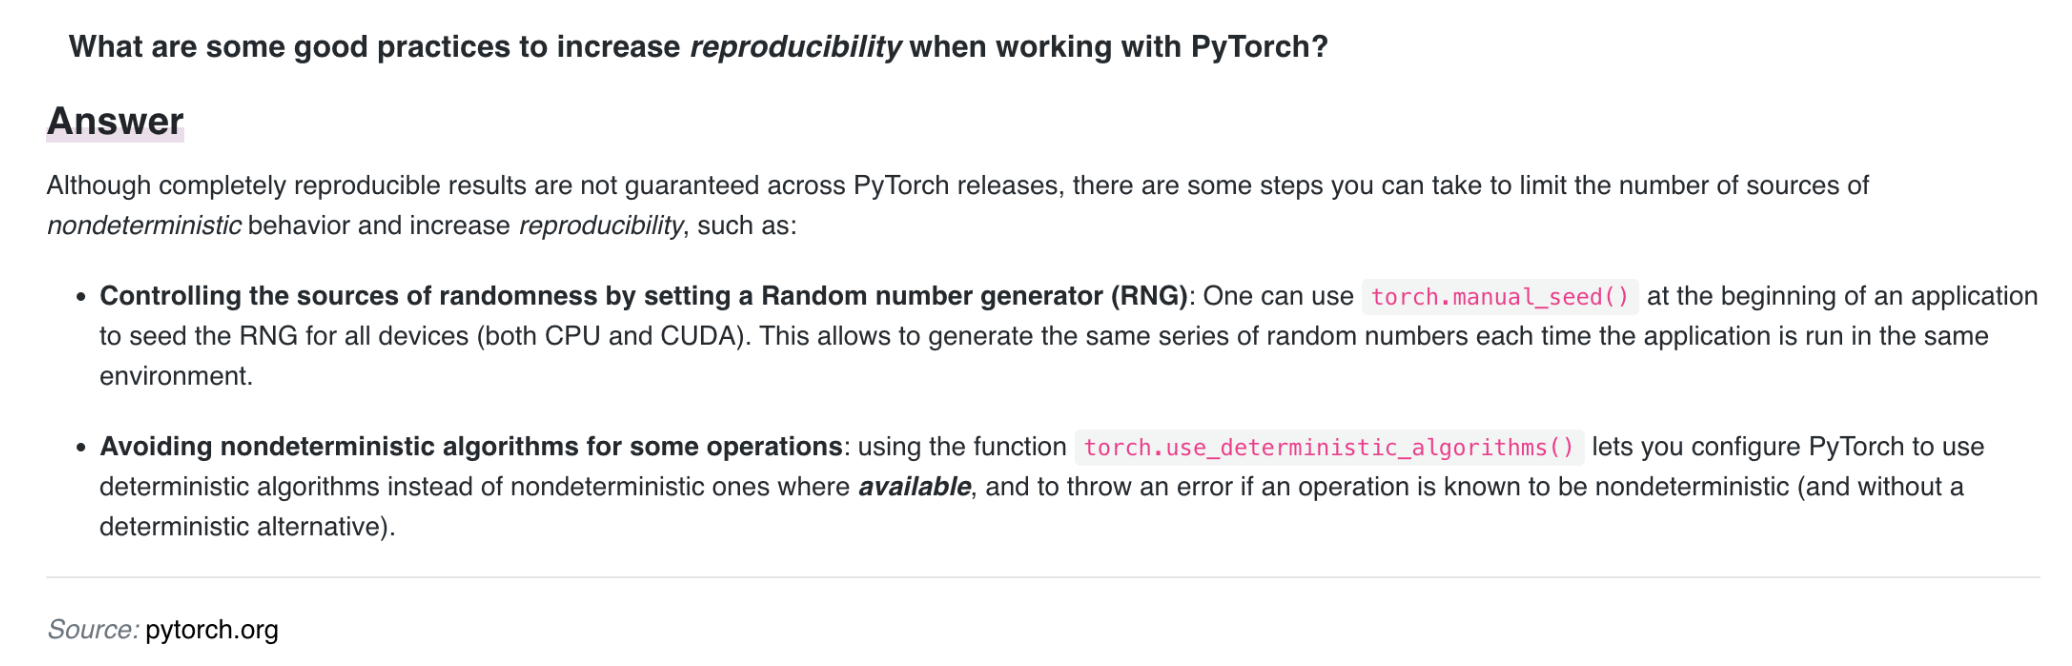 What are some good practices to increase reproducibility when working with PyTorch?
Answer
Although completely reproducible results are not guaranteed across PyTorch releases, there are some steps you can take to limit the number of sources of
nondeterministic behavior and increase reproducibility, such as:
• Controlling the sources of randomness by setting a Random number generator (RNG): One can use torch.manual_seed() at the beginning of an application
to seed the RNG for all devices (both CPU and CUDA). This allows to generate the same series of random numbers each time the application is run in the same
environment.
• Avoiding nondeterministic algorithms for some operations: using the function torch.use_deterministic_algorithms() lets you configure PyTorch to use
deterministic algorithms instead of nondeterministic ones where available, and to throw an error if an operation is known to be nondeterministic (and without a
deterministic alternative).
Source: pytorch.org